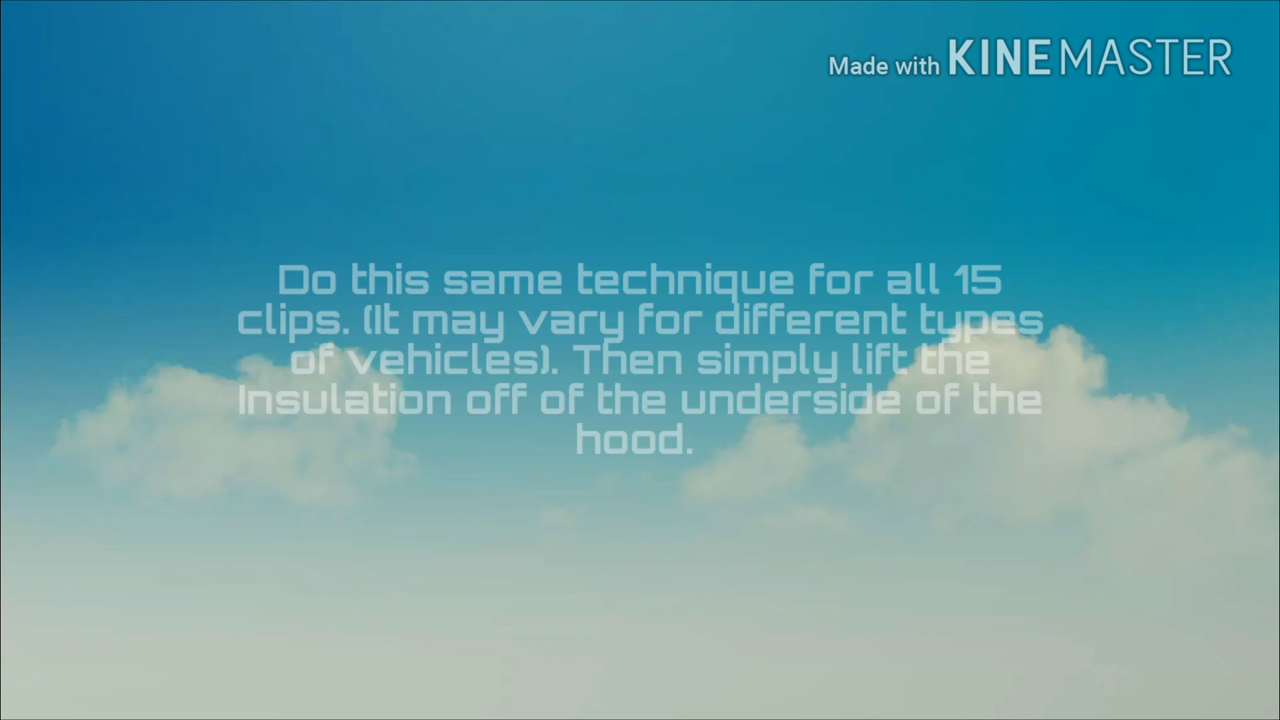 Made with KINEMASTER
Do this same technique for all 15
clips. (It may vary for different types
of vehicles). Then simply lift the
Insulation off of the underside of the
hood.